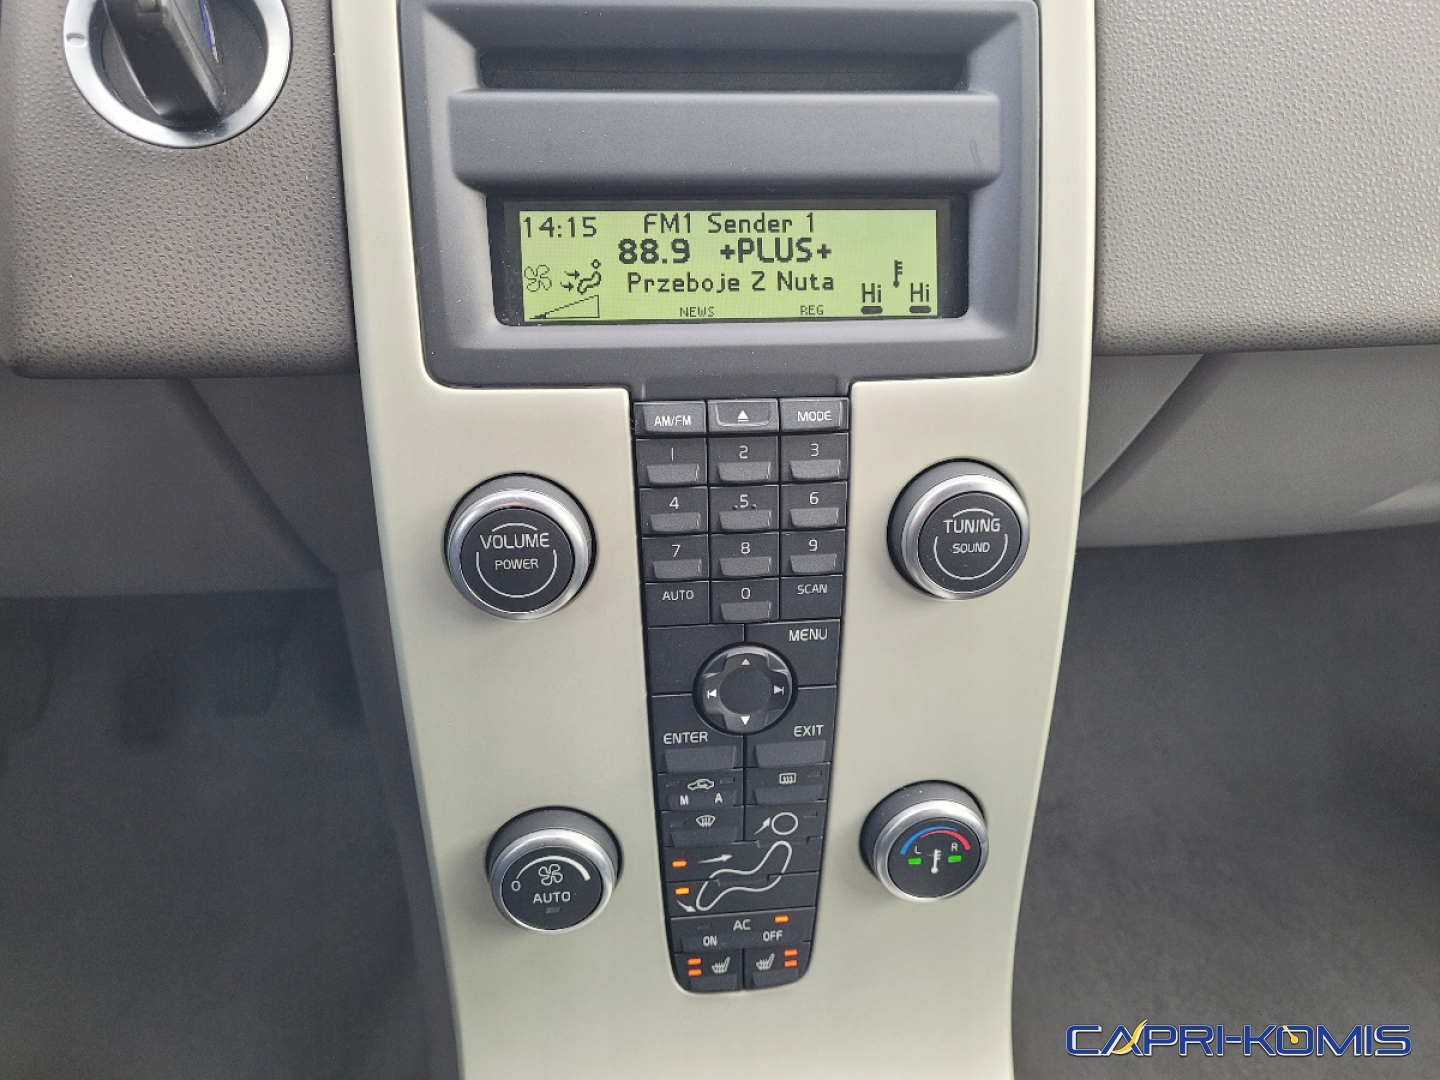 14:15 FM1 Sender 1
88.9 +PLUS+
Przeboje Z Nuta
Hi Hi
NEWS REG
AM/FM MODE
1 2 3
4 5 6
7 8 9
AUTO 0 SCAN
VOLUME
POWER
TUNING
SOUND
MENU
ENTER EXIT
M A
0
AUTO
L R
AC
ON OFF
CAPRI-KOMIS